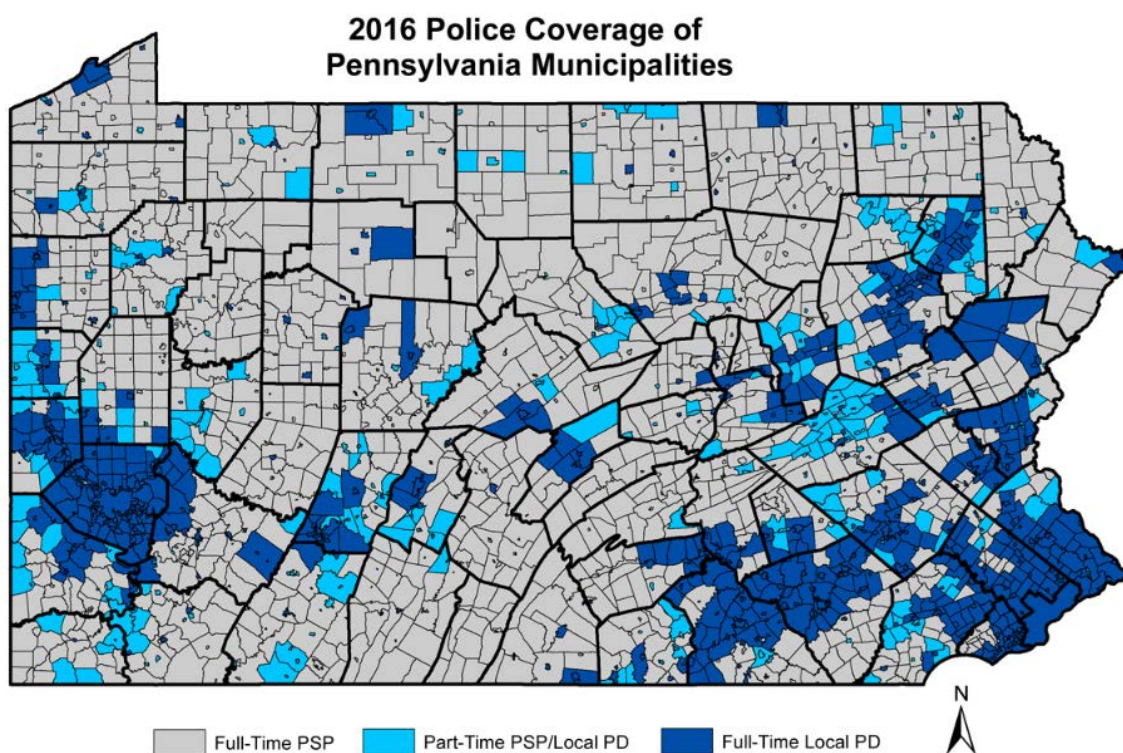 2016 Police Coverage of
Pennsylvania Municipalities
N
Full-Time PSP
Part-Time PSP/Local PD
Full-Time Local PD